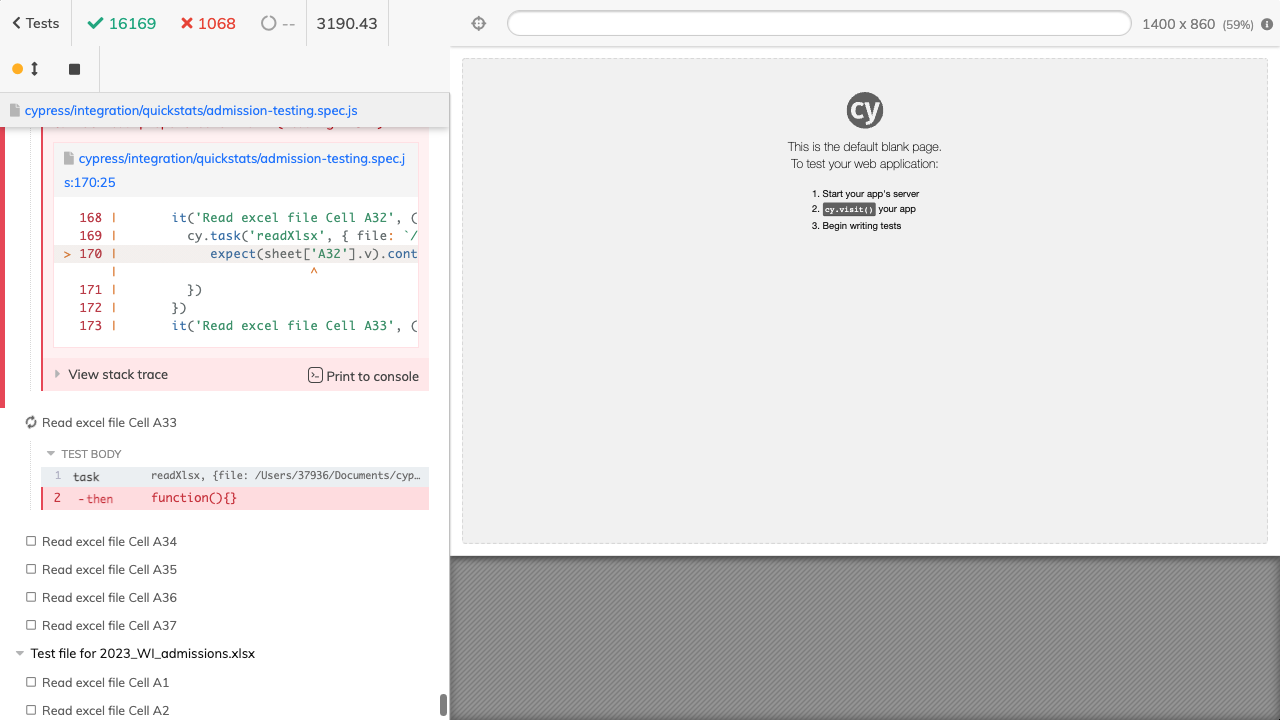 Tests
16169
1068
--
3190.43
1400 x 860 (59%)
cypress/integration/quickstats/admission-testing.spec.js
cypress/integration/quickstats/admission-testing.spec.j
s:170:25
168 | it('Read excel file Cell A32', (
169 | cy.task('readXlsx', { file: `/
> 170 | expect(sheet['A32'].v).cont
| ^
171 | })
172 | })
173 | it('Read excel file Cell A33', (
View stack trace
Print to console
Read excel file Cell A33
TEST BODY
1 task readXlsx, {file: /Users/37936/Documents/cyp…
2 -then function(){}
Read excel file Cell A34
Read excel file Cell A35
Read excel file Cell A36
Read excel file Cell A37
Test file for 2023_WI_admissions.xlsx
Read excel file Cell A1
Read excel file Cell A2
cy
This is the default blank page.
To test your web application:
1. Start your app's server
2. cy.visit() your app
3. Begin writing tests